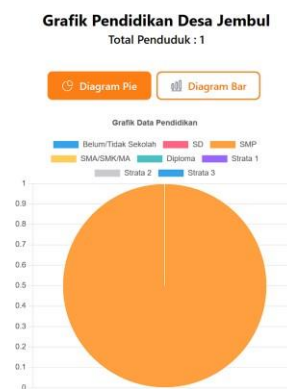 Grafik Pendidikan Desa Jembul
Total Penduduk : 1
Diagram Pie
Diagram Bar
Grafik Data Pendidikan
Belum/Tidak Sekolah SD SMP
SMA/SMK/MA Diploma Strata 1
Strata 2 Strata 3
1
0.9
0.8
0.7
0.6
0.5
0.4
0.3
0.2
0.1
0